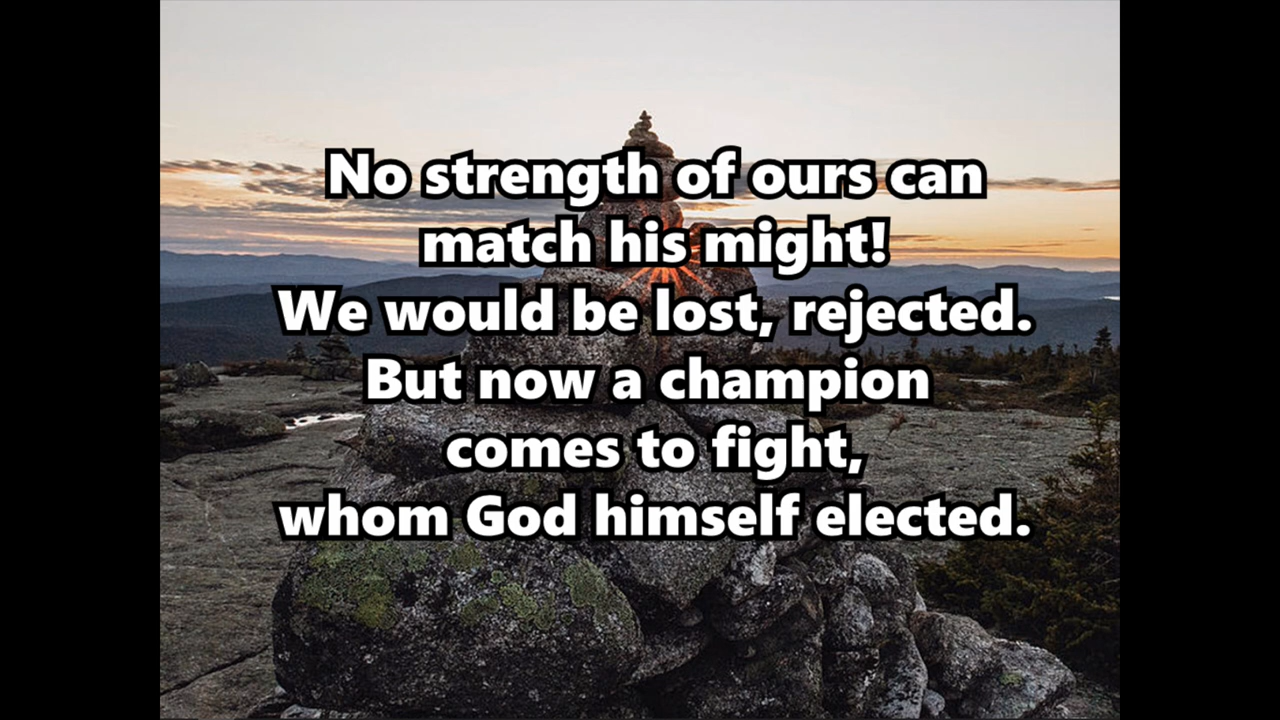 No strength of ours can
match his might!
We would be lost, rejected.
But now a champion
comes to fight,
whom God himself elected.